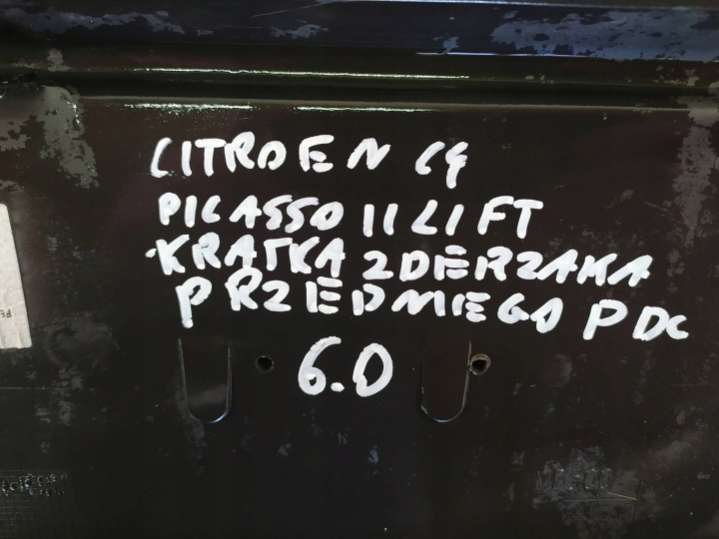 CITROEN C4
PICASSO II LIFT
KRATKA ZDERZAKA
PRZEDNIEGO PDC
6.0